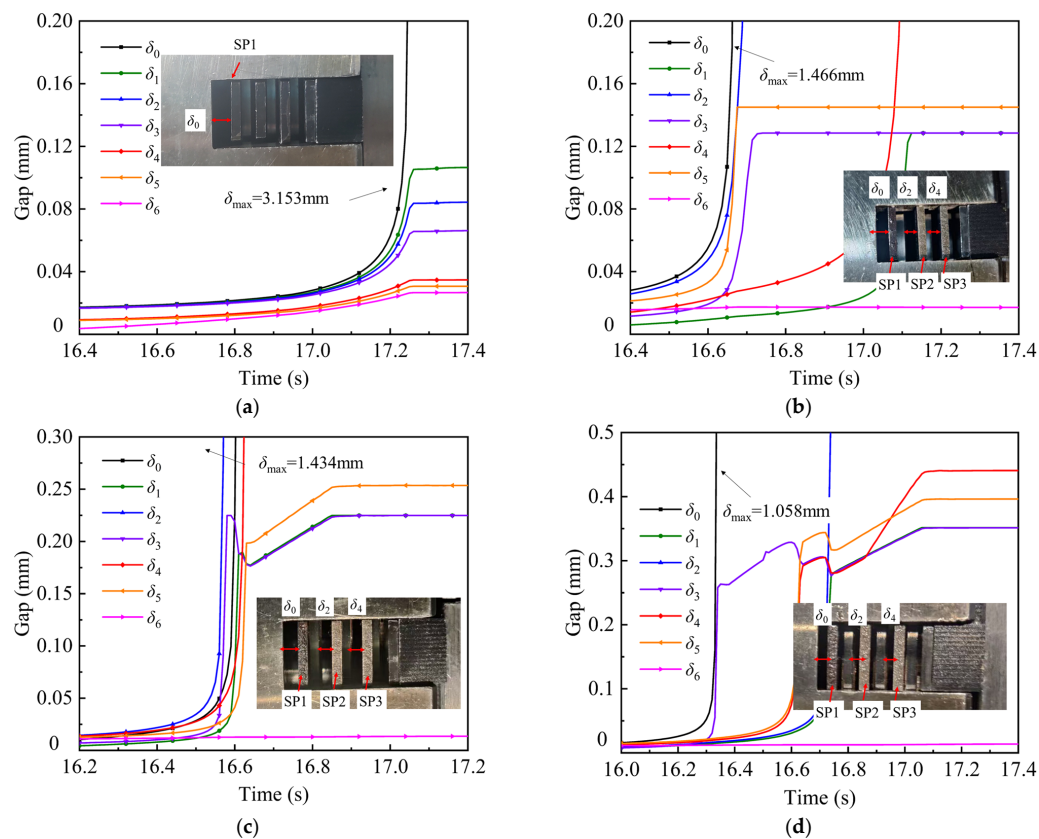 (a)
Gap (mm)
0.20
0.16
0.12
0.08
0.04
0
16.4 16.6 16.8 17.0 17.2 17.4
Time (s)
δ0
δ1
δ2
δ3
δ4
δ5
δ6
SP1
δ0
δmax=3.153mm
(b)
Gap (mm)
0.20
0.16
0.12
0.08
0.04
0
16.4 16.6 16.8 17.0 17.2 17.4
Time (s)
δ0
δ1
δ2
δ3
δ4
δ5
δ6
δmax=1.466mm
δ0 δ2 δ4
SP1 SP2 SP3
(c)
Gap (mm)
0.30
0.25
0.20
0.15
0.10
0.05
0
16.2 16.4 16.6 16.8 17.0 17.2
Time (s)
δ0
δ1
δ2
δ3
δ4
δ5
δ6
δmax=1.434mm
δ0 δ2 δ4
SP1 SP2 SP3
(d)
Gap (mm)
0.5
0.4
0.3
0.2
0.1
0
16.0 16.2 16.4 16.6 16.8 17.0 17.2 17.4
Time (s)
δ0
δ1
δ2
δ3
δ4
δ5
δ6
δmax=1.058mm
δ0 δ2 δ4
SP1 SP2 SP3